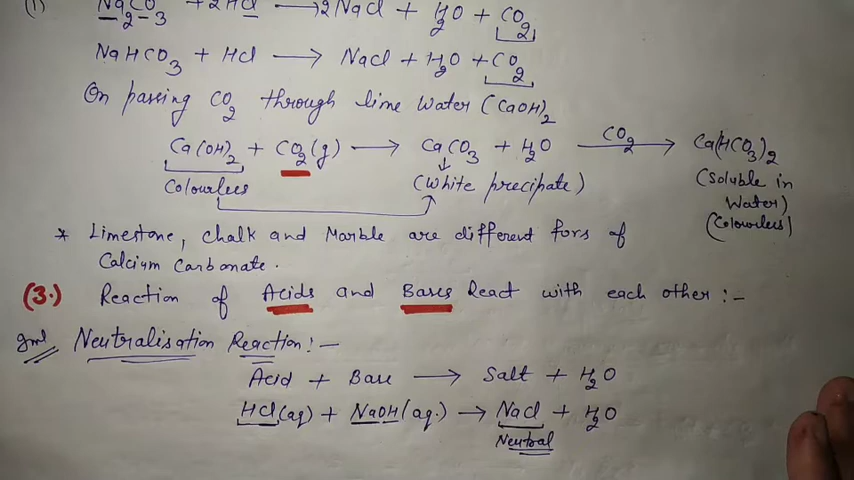 (1) Na2CO3 + 2HCl ⟶ 2NaCl + H2O + CO2
NaHCO3 + HCl ⟶ NaCl + H2O + CO2
On passing CO2 through lime Water (CaOH)2
Ca(OH)2 + CO2(g) ⟶ CaCO3 + H2O CO2⟶ Ca(HCO3)2
Colourless (White precipate) (Soluble in
Water)
(Colourless)
* Limestone, chalk and Marble are different fors of
Calcium Carbonate.
(3.) Reaction of Acids and Bases React with each other :-
Neutralisation Reaction :-
Acid + Base ⟶ Salt + H2O
HCl(aq) + NaOH(aq.) ⟶ NaCl + H2O
Neutral